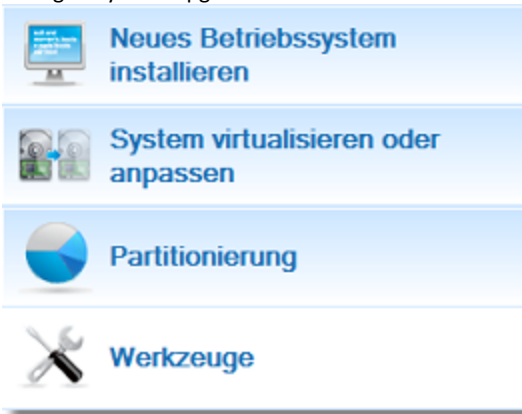 Neues Betriebssystem
installieren
System virtualisieren oder
anpassen
Partitionierung
Werkzeuge